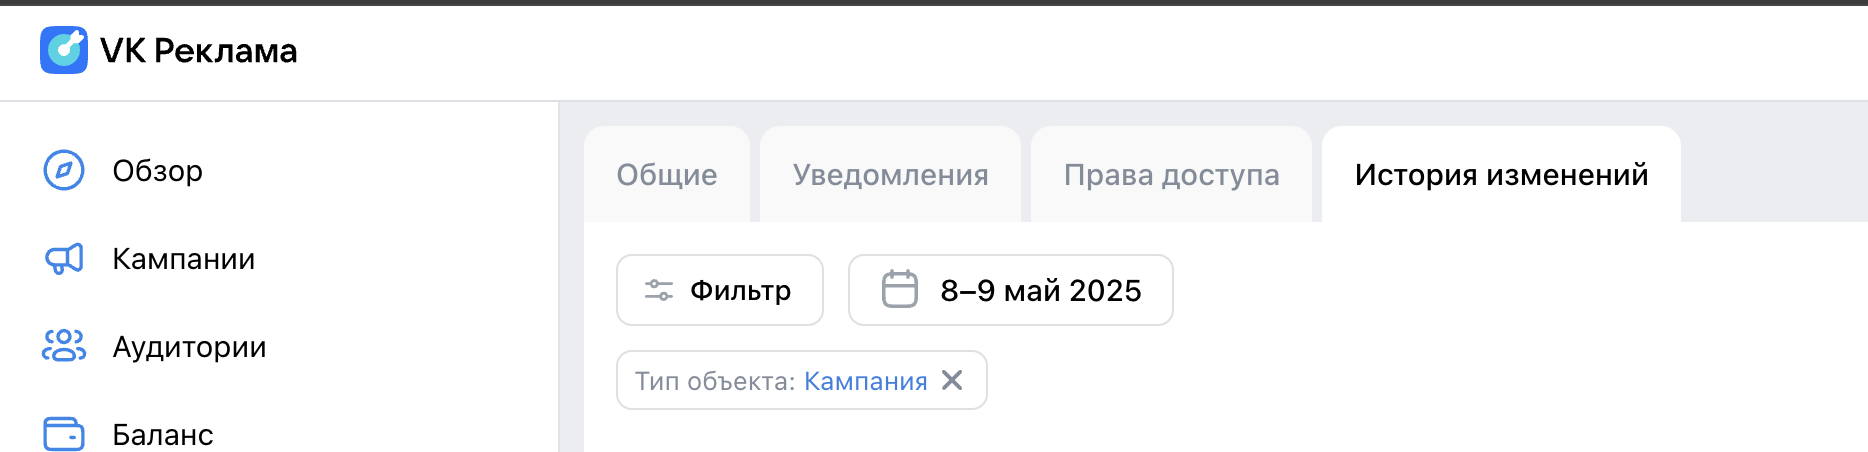 VK Реклама
Обзор
Кампании
Аудитории
Баланс
Общие
Уведомления
Права доступа
История изменений
Фильтр
8–9 май 2025
Тип объекта: Кампания